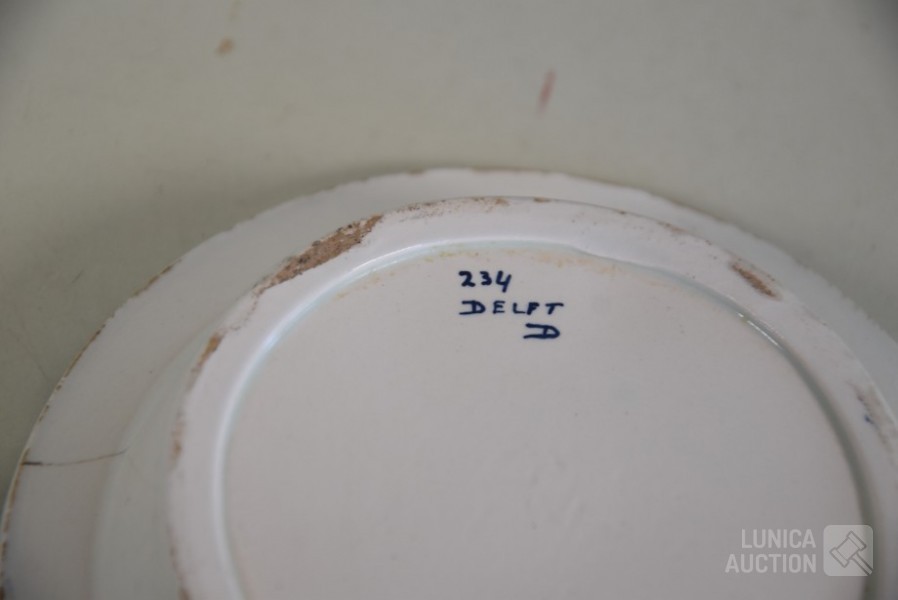 234
DELFT
D
LUNICA
AUCTION